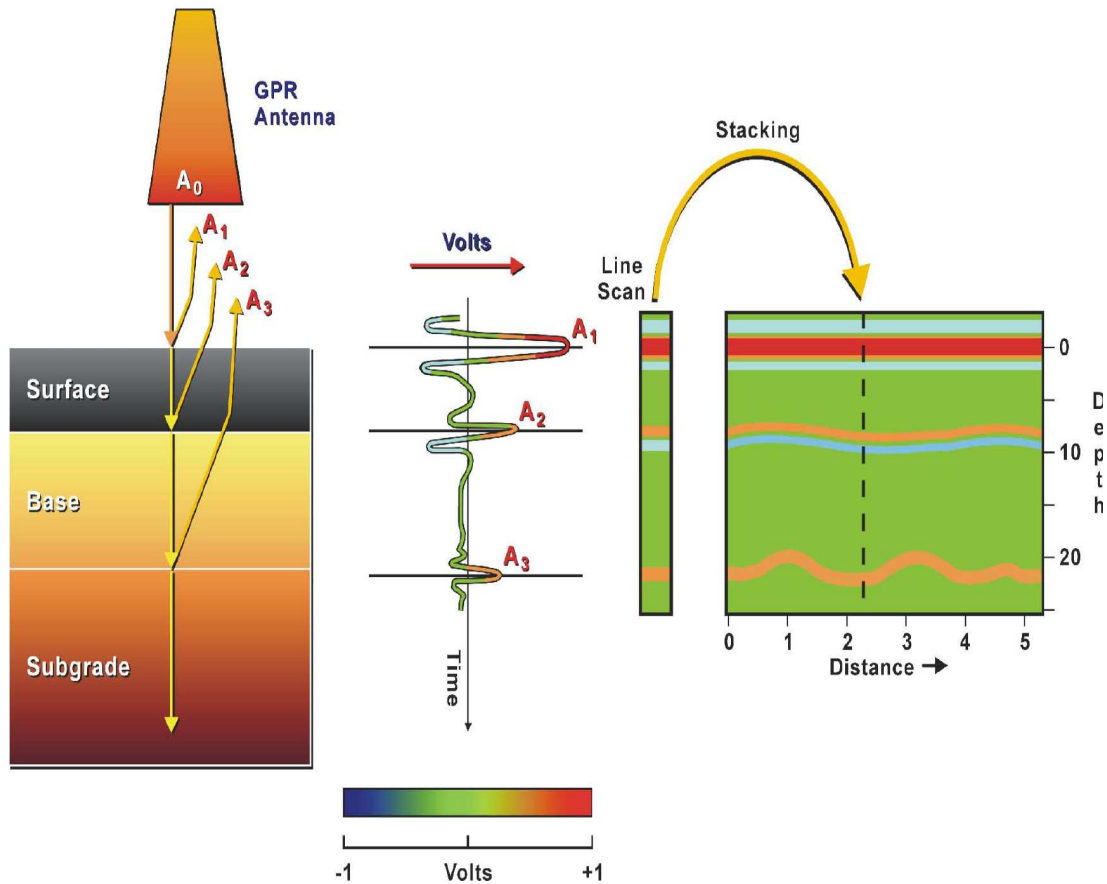 GPR
Antenna
A0
A1
A2
A3
Surface
Base
Subgrade
Volts
A1
A2
A3
Time
-1
Volts
+1
Stacking
Line
Scan
0
10
20
Depth
0
1
2
3
4
5
Distance →